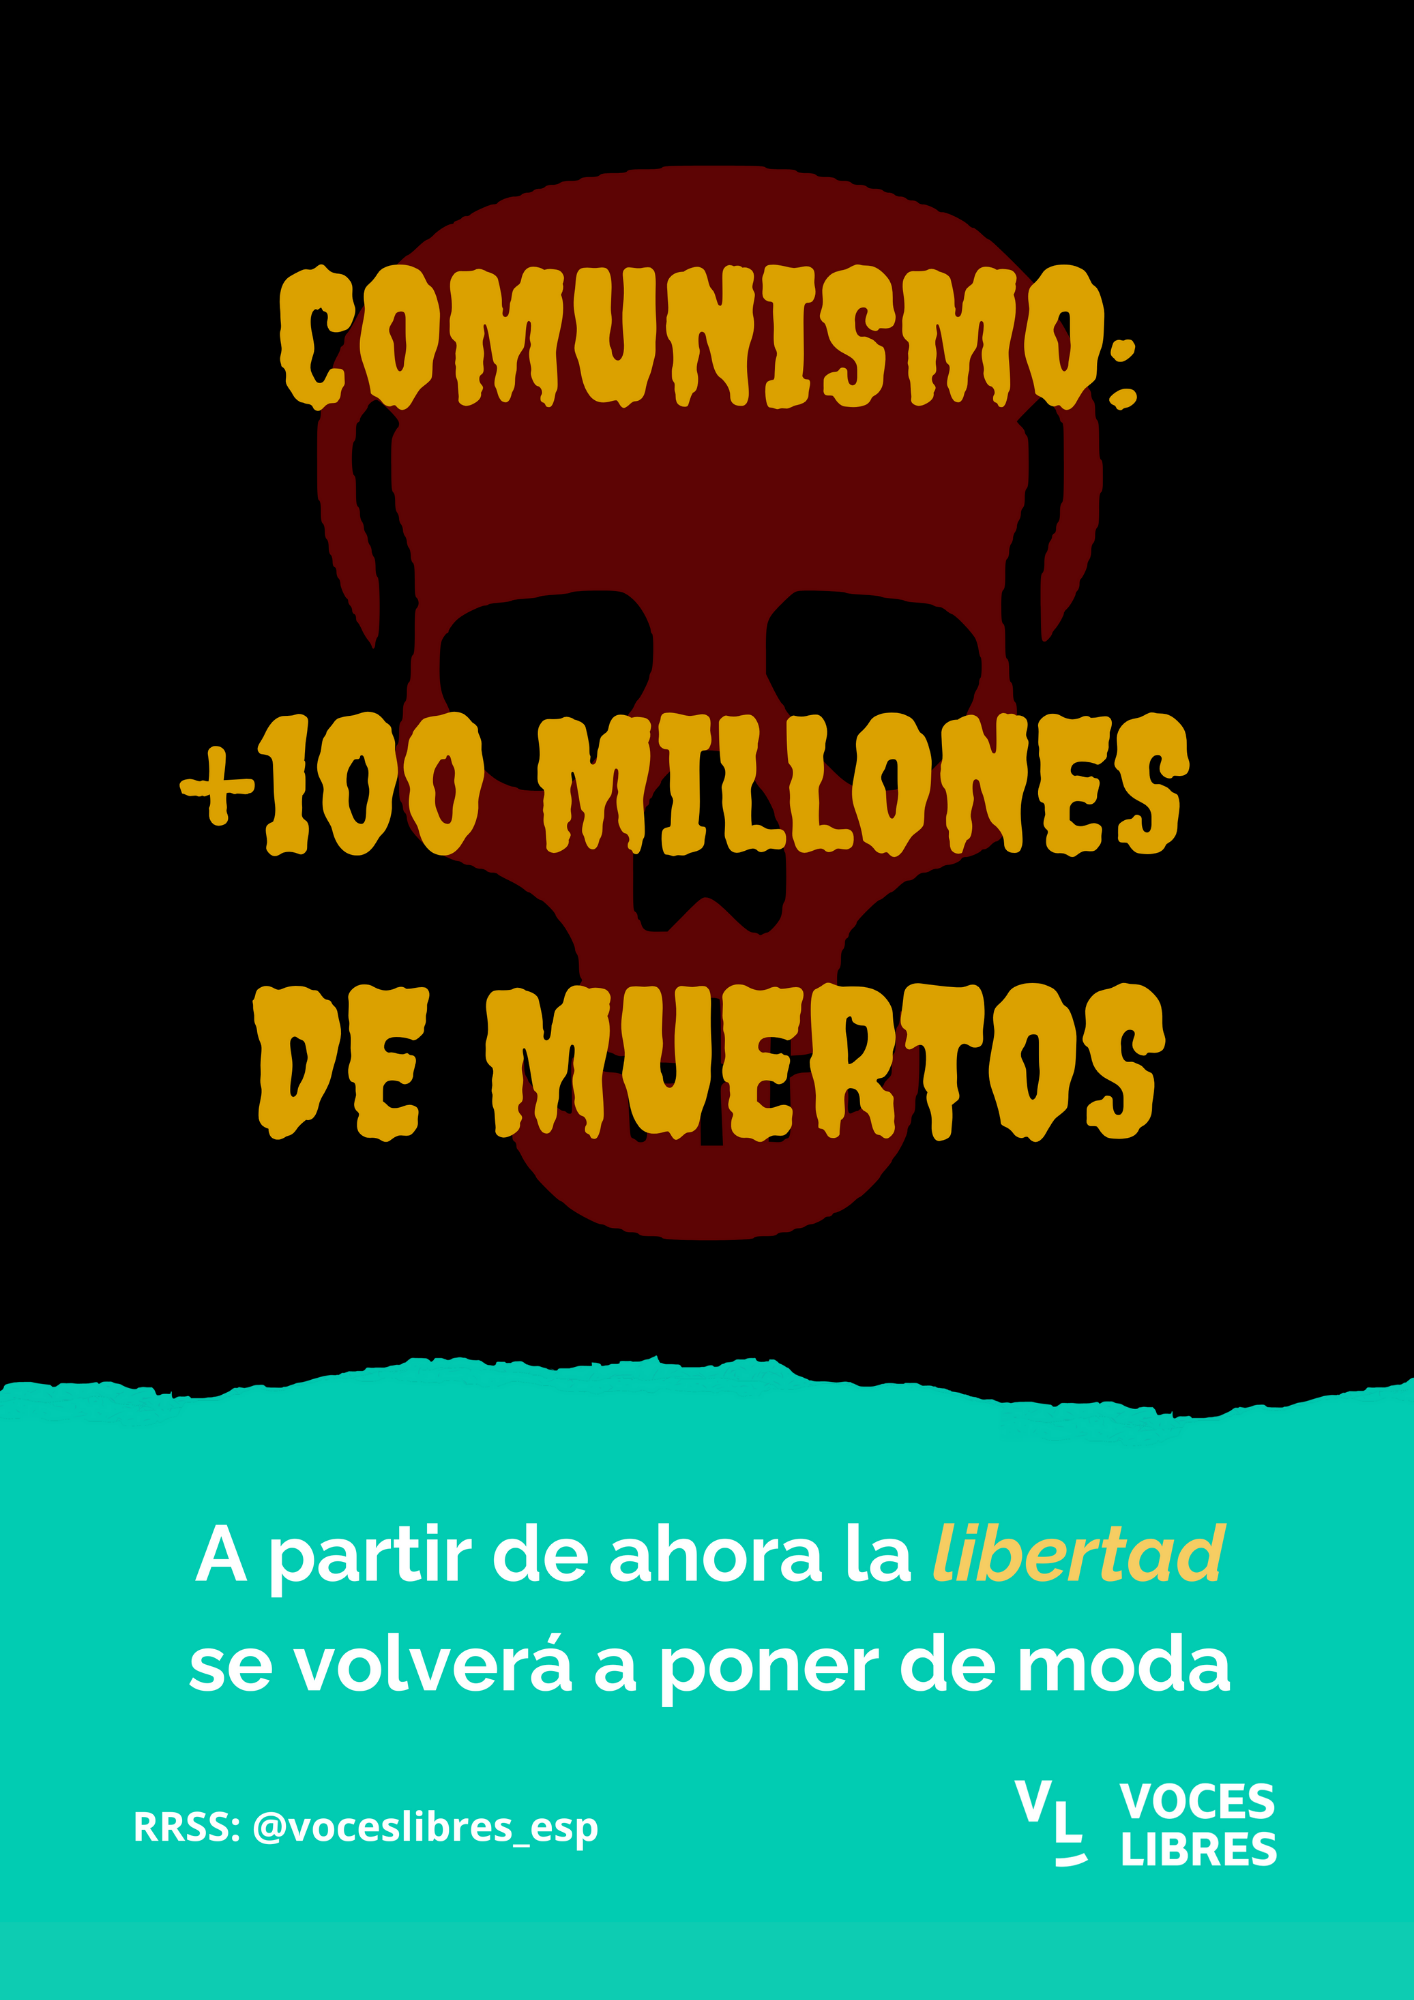 COMUNISMO:
+100 MILLONES
DE MUERTOS
A partir de ahora la libertad
se volverá a poner de moda
RRSS: @voceslibres_esp
VL
VOCES
LIBRES